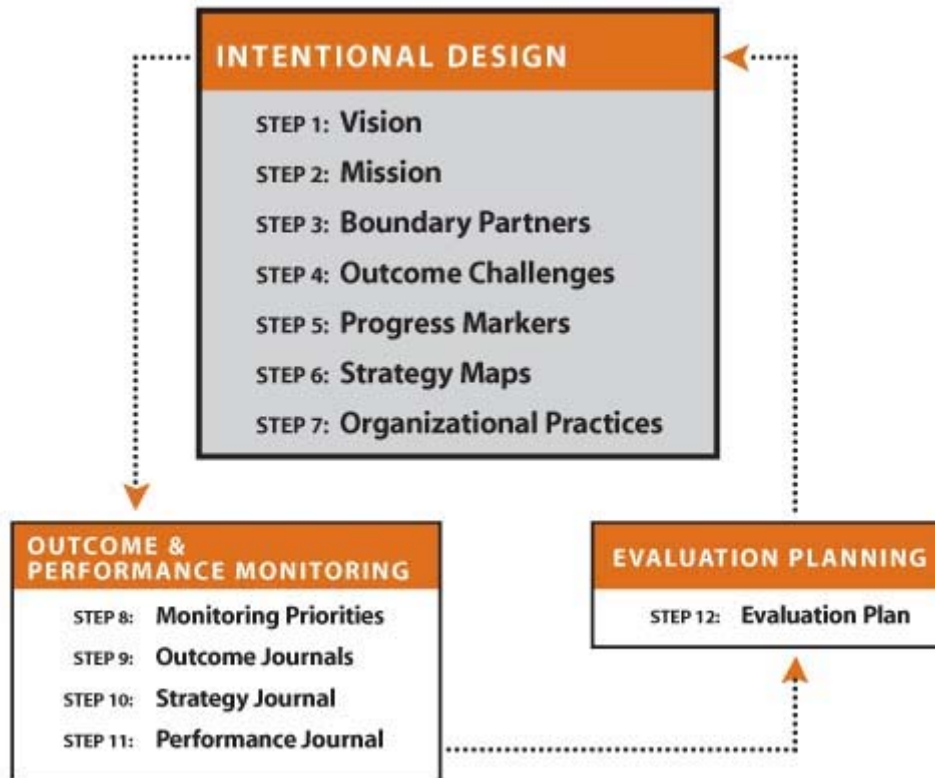 INTENTIONAL DESIGN
STEP 1: Vision
STEP 2: Mission
STEP 3: Boundary Partners
STEP 4: Outcome Challenges
STEP 5: Progress Markers
STEP 6: Strategy Maps
STEP 7: Organizational Practices
OUTCOME &
PERFORMANCE MONITORING
STEP 8: Monitoring Priorities
STEP 9: Outcome Journals
STEP 10: Strategy Journal
STEP 11: Performance Journal
EVALUATION PLANNING
STEP 12: Evaluation Plan